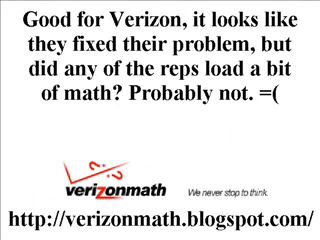 Good for Verizon, it looks like
they fixed their problem, but
did any of the reps load a bit
of math? Probably not. =(
verizonmath
We never stop to think.
http://verizonmath.blogspot.com/